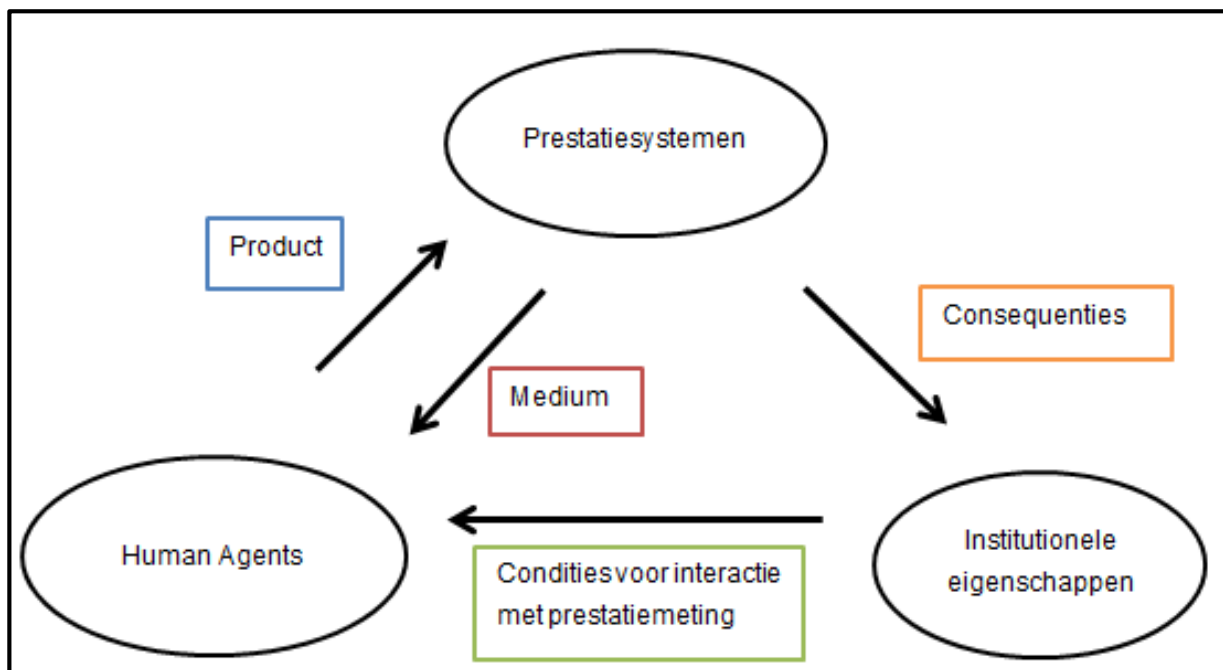 Prestatiesystemen
Product
Consequenties
Medium
Human Agents
Condities voor interactie
met prestatiemeting
Institutionele
eigenschappen